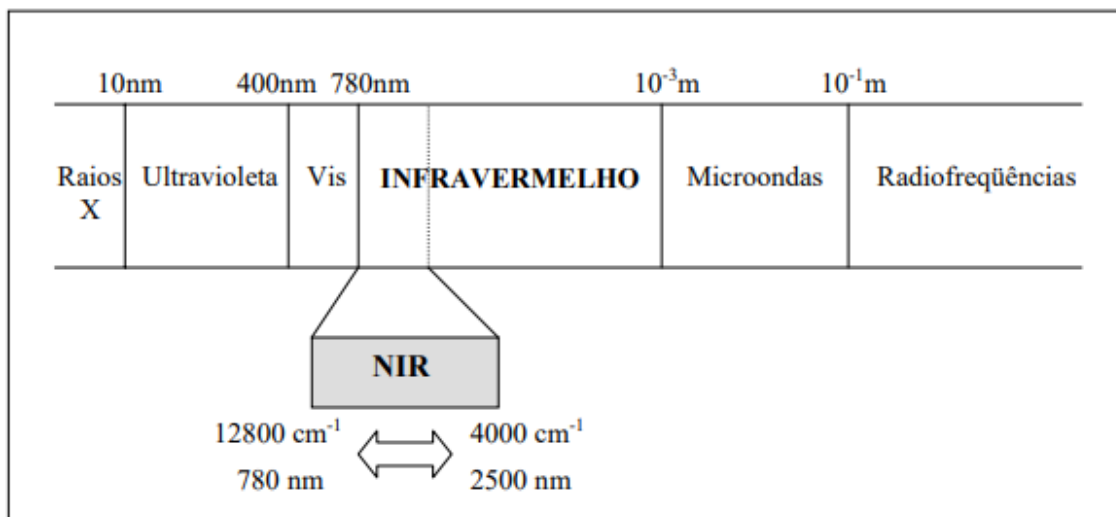 10nm 400nm 780nm 10⁻³m 10⁻¹m
Raios Ultravioleta Vis INFRAVERMELHO Microondas Radiofreqüências
X
NIR
12800 cm⁻¹ 4000 cm⁻¹
780 nm 2500 nm